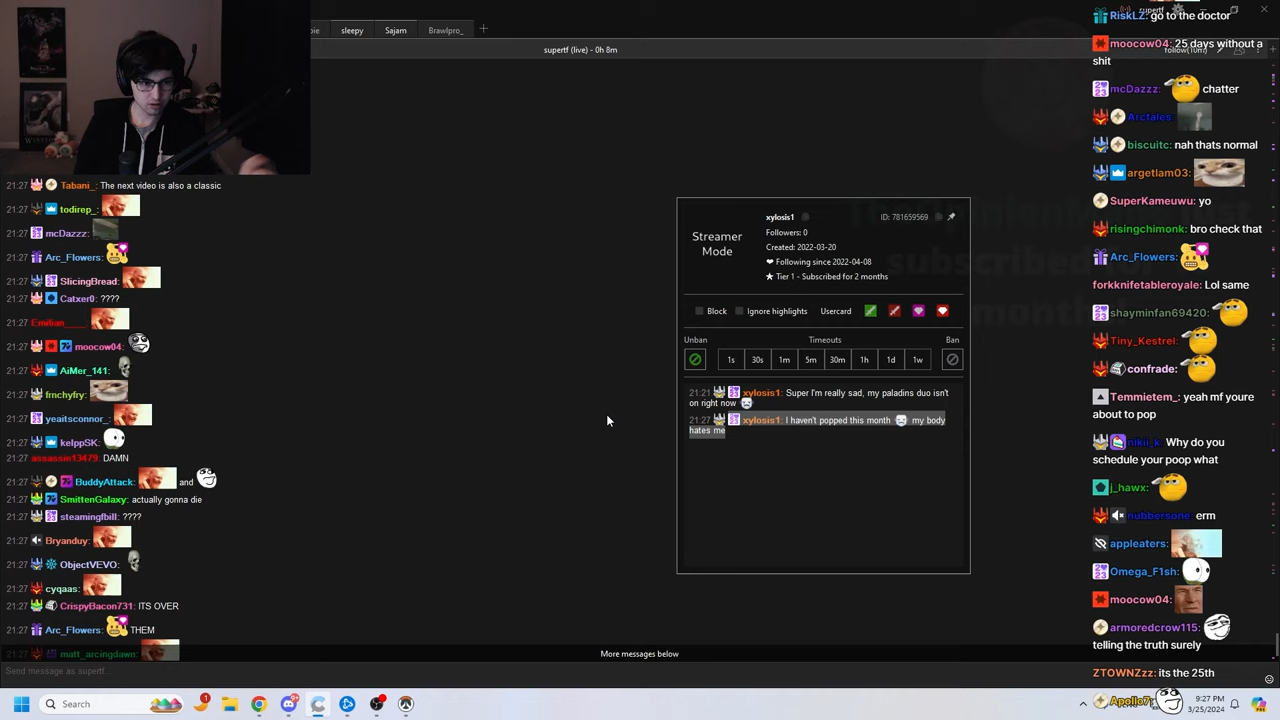 sleepy
Sajam
Brawlpro_
supertf (live) - 0h 8m
21:27 Tabani_: The next video is also a classic
21:27 todirep_:
21:27 mcDazzz:
21:27 Arc_Flowers:
21:27 SlicingBread:
21:27 Catxer0: ????
21:27 Emilian____:
21:27 moocow04:
21:27 AiMer_141:
21:27 frnchyfry:
21:27 yeaitsconnor_:
21:27 kelppSK:
21:27 assassin13479: DAMN
21:27 BuddyAttack: and
21:27 SmittenGalaxy: actually gonna die
21:27 steamingfbill: ????
21:27 Bryanduy:
21:27 ObjectVEVO:
21:27 cyqaas:
21:27 CrispyBacon731: ITS OVER
21:27 Arc_Flowers: THEM
21:27 matt_arcingdawn:
More messages below
Send message as supertf...
Streamer
Mode
xylosis1
ID: 781659569
Followers: 0
Created: 2022-03-20
Following since 2022-04-08
Tier 1 - Subscribed for 2 months
Block
Ignore highlights
Usercard
Unban
Timeouts
Ban
1s 30s 1m 5m 30m 1h 1d 1w
21:21 xylosis1: Super I'm really sad, my paladins duo isn't
on right now
21:27 xylosis1: I haven't popped this month my body
hates me
RiskLZ: go to the doctor
moocow04: 25 days without a
shit
mcDazzz: chatter
Arctales:
biscuitc: nah thats normal
argetlam03:
SuperKameuwu: yo
risingchimonk: bro check that
Arc_Flowers:
forkknifetableroyale: Lol same
shayminfan69420:
Tiny_Kestrel:
confrade:
Temmietem_: yeah mf youre
about to pop
nikii_k: Why do you
schedule your poop what
j_hawx:
nubbersone: erm
appleaters:
Omega_F1sh:
moocow04:
armoredcrow115:
telling the truth surely
ZTOWNZzz: its the 25th
Search
9:27 PM
3/25/2024